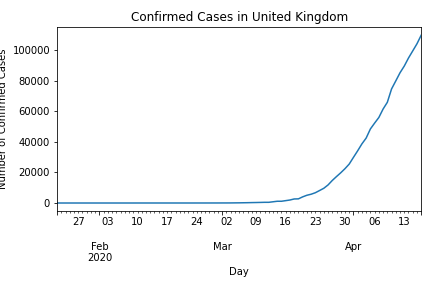 Confirmed Cases in United Kingdom
Number of Confirmed Cases
100000
80000
60000
40000
20000
0
27 03 10 17 24 02 09 16 23 30 06 13
Feb Mar Apr
2020
Day